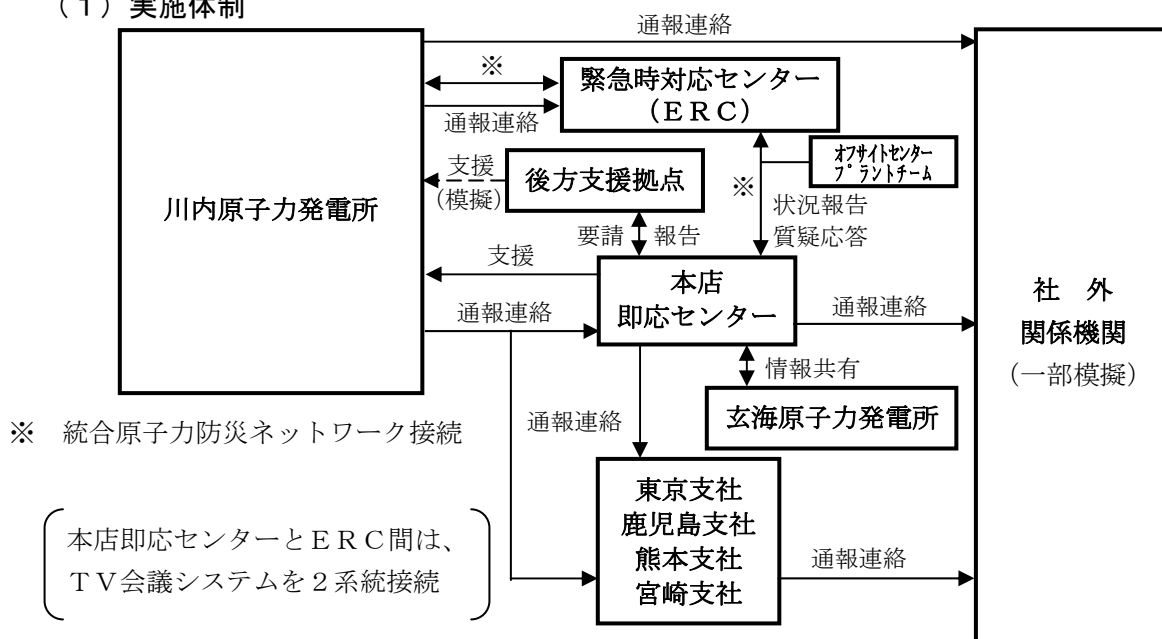 （１）実施体制
通報連絡
※
緊急時対応センター
（ＥＲＣ）
通報連絡
ｵﾌｻｲﾄｾﾝﾀｰ
ﾌﾟﾗﾝﾄﾁｰﾑ
支援
（模擬）
後方支援拠点
※
状況報告
質疑応答
川内原子力発電所
要請
報告
支援
本店
即応センター
社　外
関係機関
（一部模擬）
通報連絡
通報連絡
情報共有
玄海原子力発電所
通報連絡
※　統合原子力防災ネットワーク接続
東京支社
鹿児島支社
熊本支社
宮崎支社
通報連絡
本店即応センターとＥＲＣ間は、
ＴＶ会議システムを２系統接続